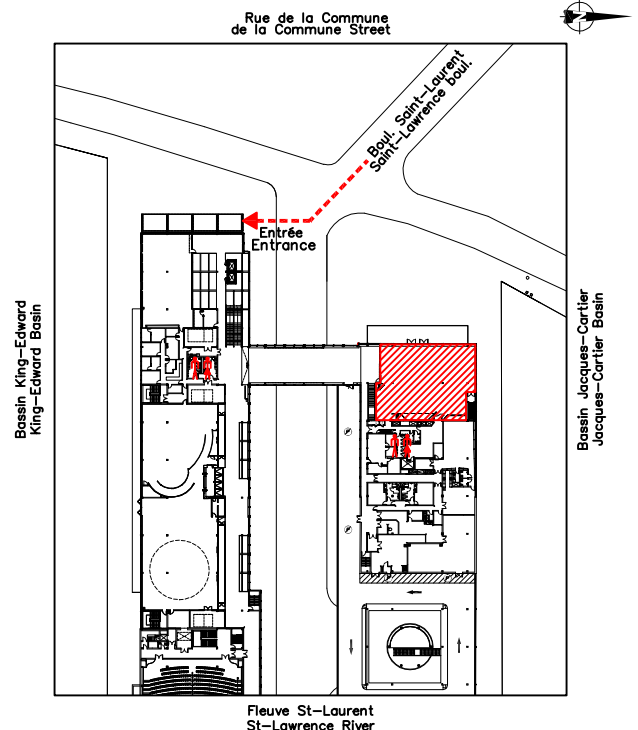 Rue de la Commune
de la Commune Street
N
Boul. Saint-Laurent
Saint-Lawrence boul.
Entrée
Entrance
Bassin King-Edward
King-Edward Basin
Bassin Jacques-Cartier
Jacques-Cartier Basin
Fleuve St-Laurent
St-Lawrence River